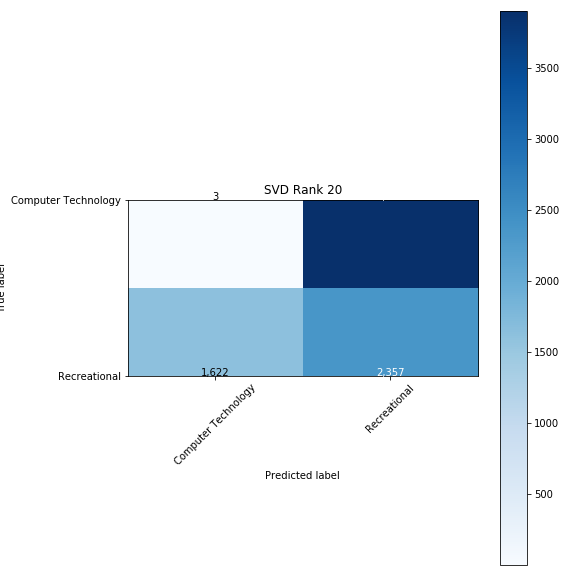 SVD Rank 20
Computer Technology
3
Recreational
1,622
2,357
Computer Technology
Recreational
Predicted label
3500
3000
2500
2000
1500
1000
500
label